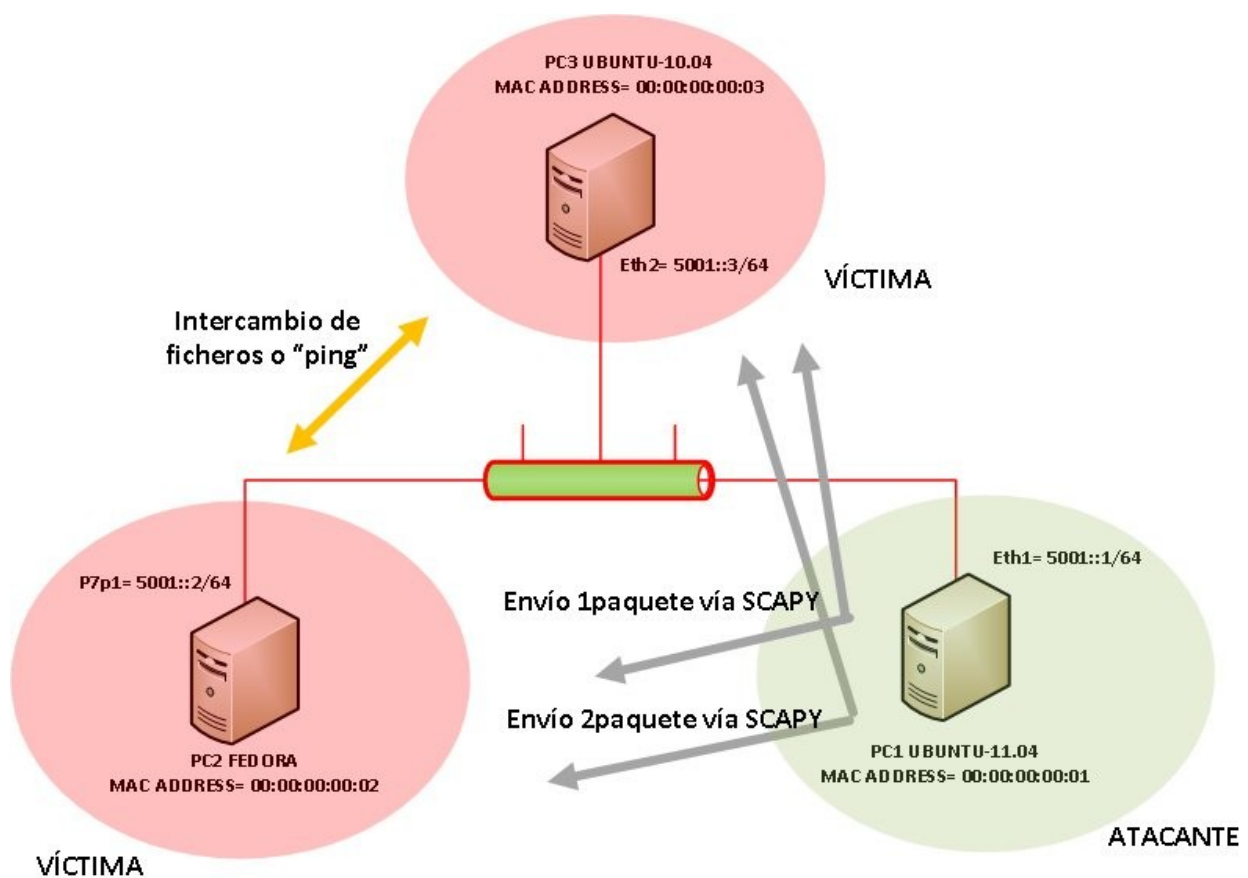 PC3 UBUNTU-10.04
MAC ADDRESS= 00:00:00:00:03
Eth2= 5001::3/64
VÍCTIMA
Intercambio de
ficheros o “ping”
P7p1= 5001::2/64
Eth1= 5001::1/64
Envío 1paquete vía SCAPY
Envío 2paquete vía SCAPY
PC2 FEDORA
MAC ADDRESS= 00:00:00:00:02
PC1 UBUNTU-11.04
MAC ADDRESS= 00:00:00:00:01
ATACANTE
VÍCTIMA